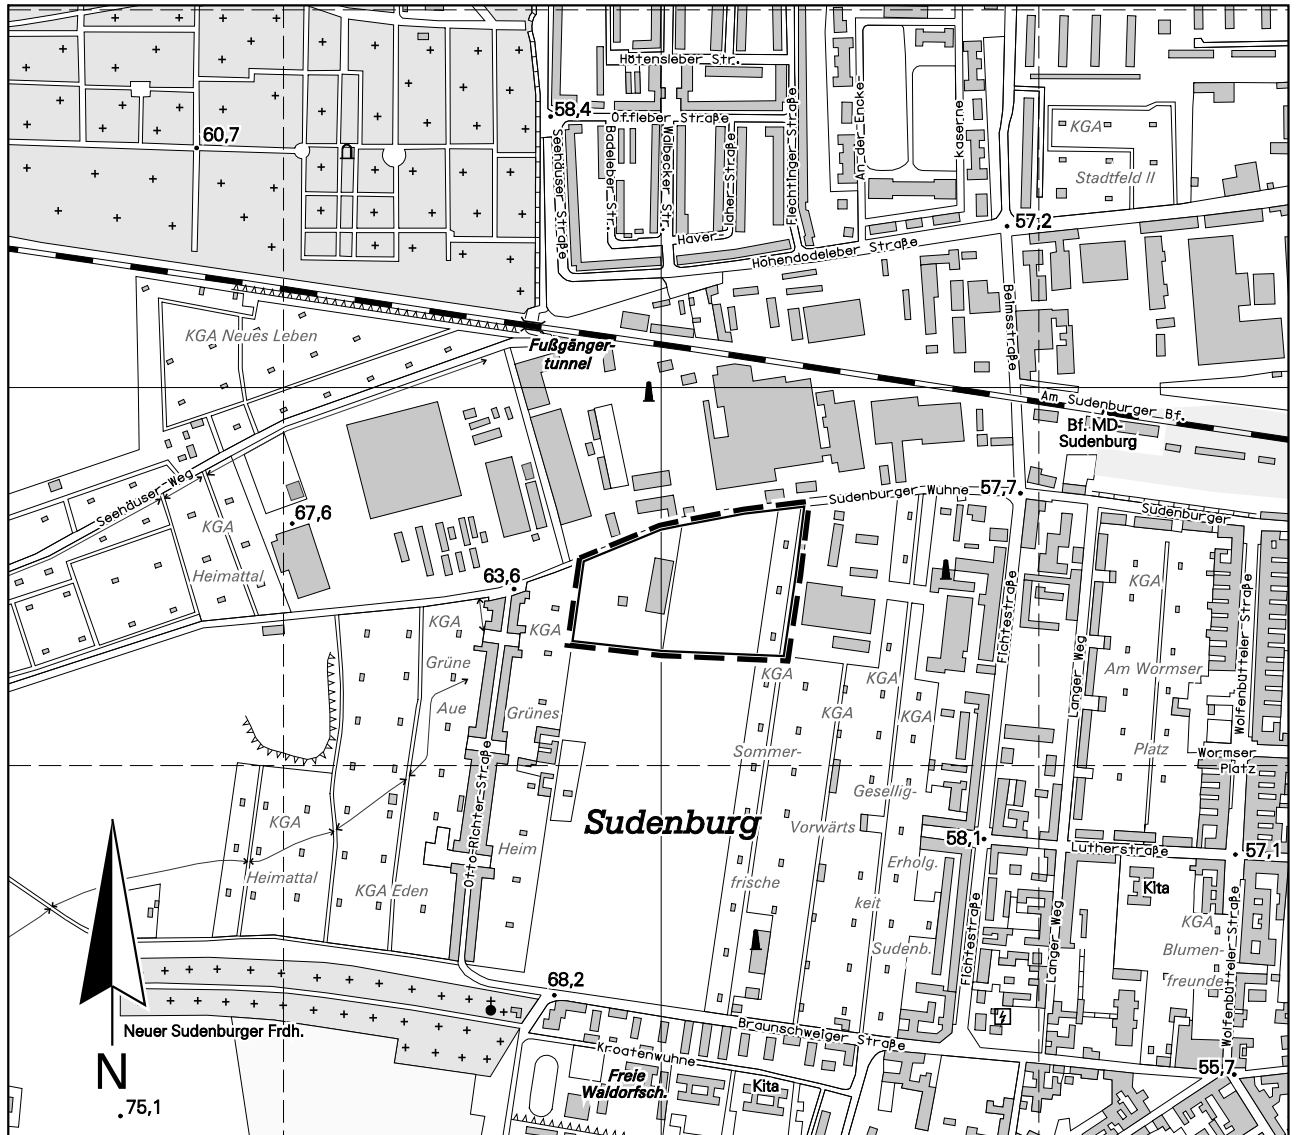 Hötensleber Str.
58,4
Offleber Straße
60,7
Seehäuser Straße
Badeleber Str.
Walbecker Str.
Flechtinger Straße
An der Encke-
kaserne
KGA
Stadtfeld II
57,2
Haver-
laher Straße
Hohendodeleber Straße
Beimsstraße
KGA Neues Leben
Fußgänger-
tunnel
Am Sudenburger Bf.
Bf. MD-
Sudenburg
Seehäuser Weg
Sudenburger Wuhne
57,7
Sudenburger
67,6
KGA
Heimattal
63,6
KGA
KGA
Fichtestraße
KGA
Wolfenbütteler Straße
Grüne
Aue
Grünes
KGA
KGA
KGA
KGA
Langer Weg
Am Wormser
Platz
Sommer-
Wormser
Platz
Otto-Richter-Straße
Gesellig-
KGA
Sudenburg
Vorwärts
58,1
Lutherstraße
57,1
Heim
Erholg.
Heimattal
KGA Eden
frische
keit
Kita
Fichtestraße
Langer Weg
KGA
Sudenb.
Blumen-
freunde
Wolfenbütteler Straße
68,2
Neuer Sudenburger Frdh.
Braunschweiger Straße
Kroatenwuhne
N
Freie
Waldorfsch.
Kita
55,7
75,1